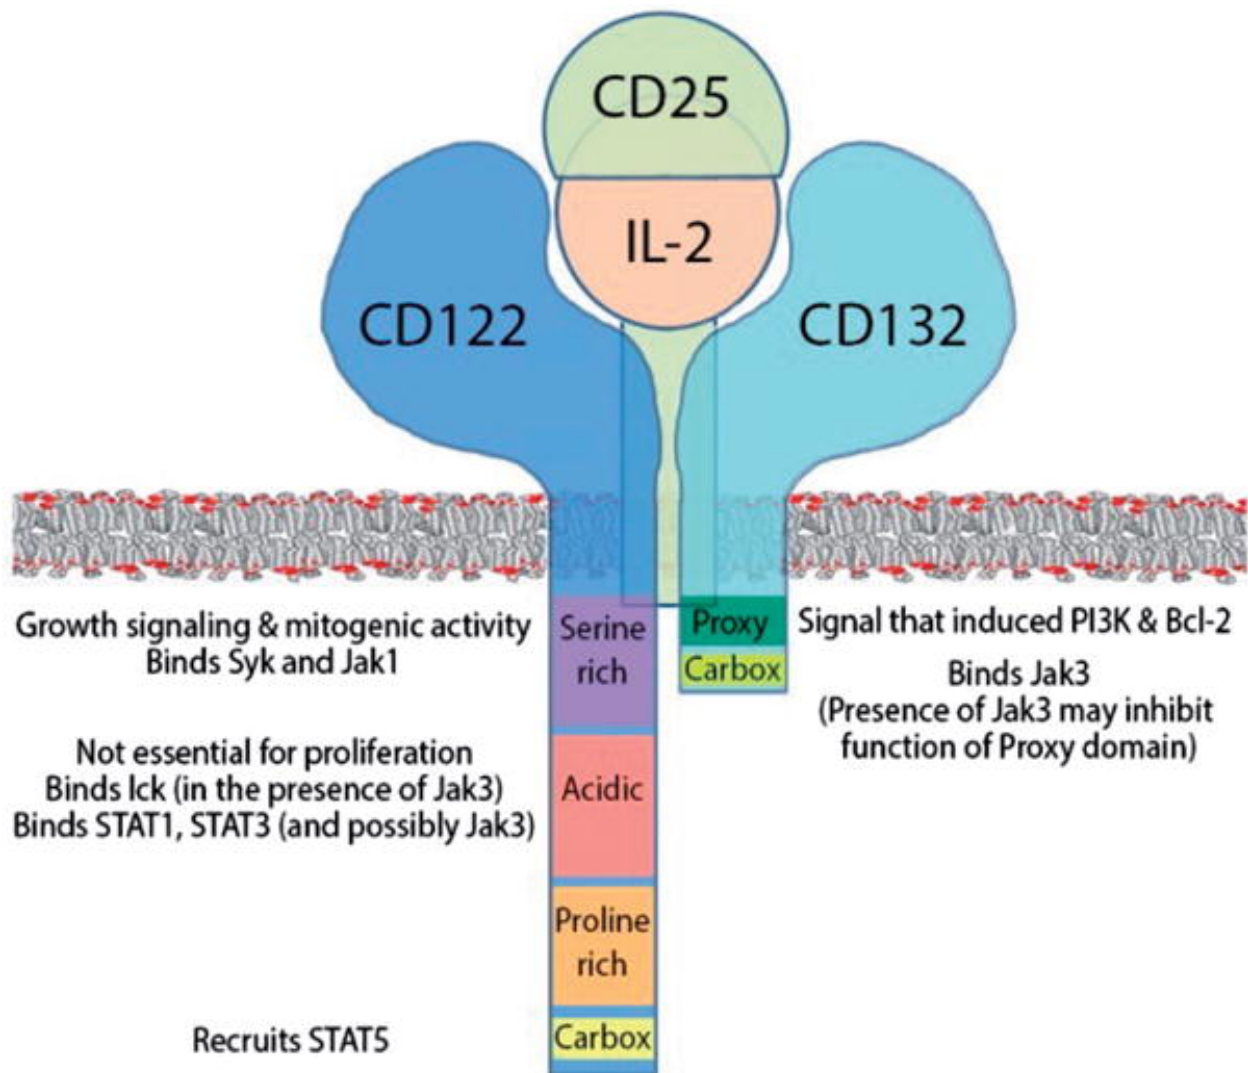 CD25
IL-2
CD122
CD132
Growth signaling & mitogenic activity
Binds Syk and Jak1
Serine
rich
Proxy
Signal that induced PI3K & Bcl-2
Carbox
Binds Jak3
(Presence of Jak3 may inhibit
function of Proxy domain)
Not essential for proliferation
Binds lck (in the presence of Jak3)
Binds STAT1, STAT3 (and possibly Jak3)
Acidic
Proline
rich
Recruits STAT5
Carbox